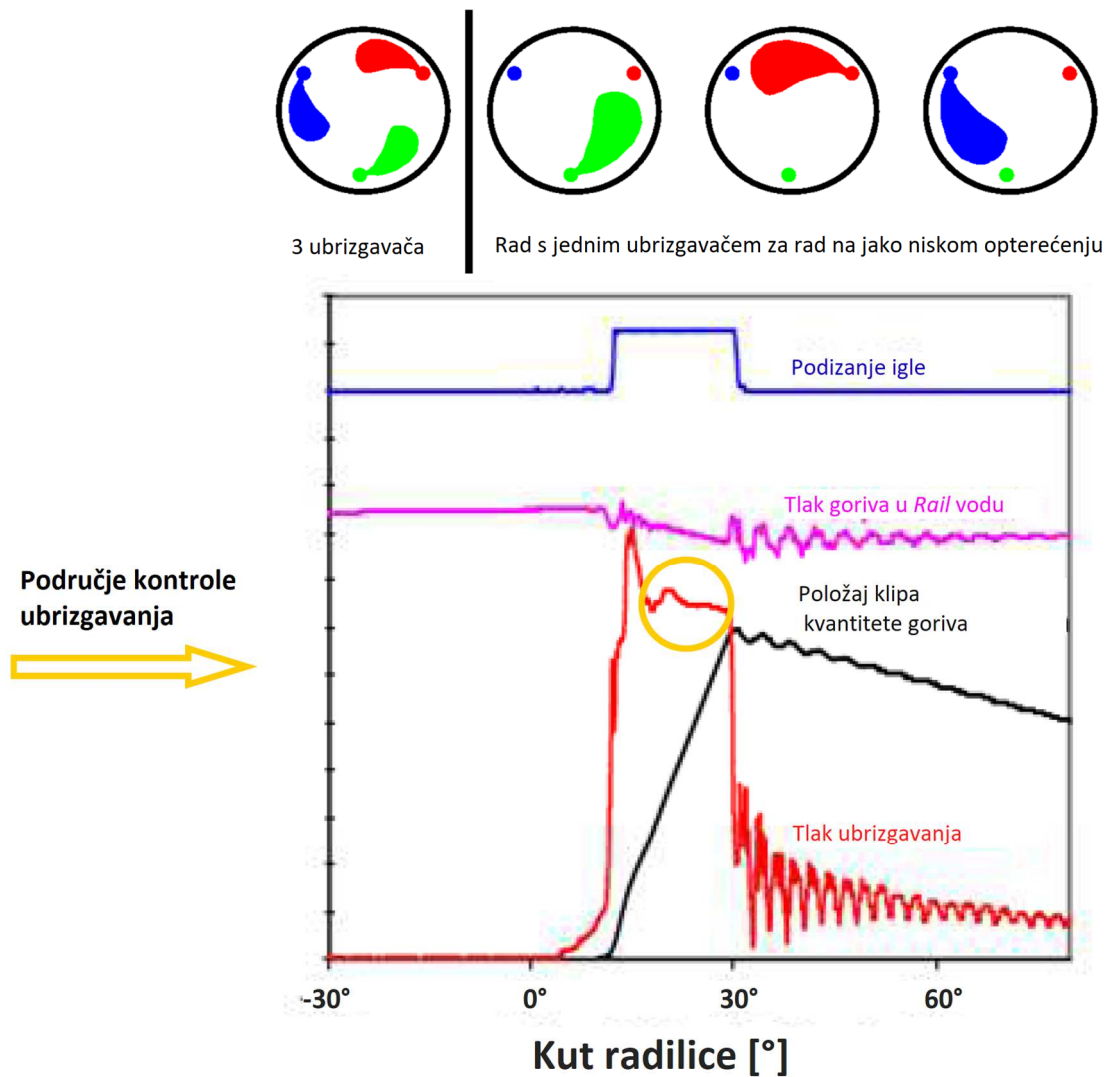 3 ubrizgavača
Rad s jednim ubrizgavačem za rad na jako niskom opterećenju
Podizanje igle
Tlak goriva u Rail vodu
Područje kontrole
ubrizgavanja
Položaj klipa
kvantitete goriva
Tlak ubrizgavanja
-30°
0°
30°
60°
Kut radilice [°]